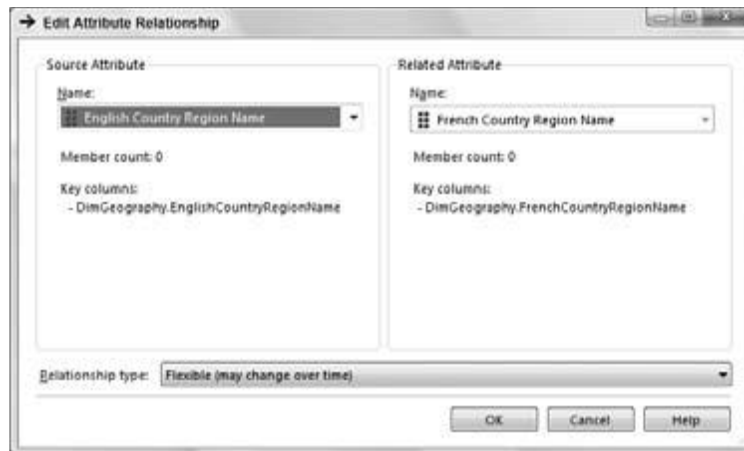 Edit Attribute Relationship
Source Attribute
Name:
English Country Region Name
Member count: 0
Key columns:
- DimGeography.EnglishCountryRegionName
Related Attribute
Name:
French Country Region Name
Member count: 0
Key columns:
- DimGeography.FrenchCountryRegionName
Relationship type: Flexible (may change over time)
OK Cancel Help